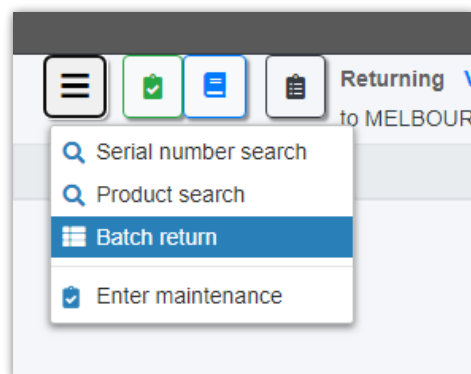 Returning
to MELBOUR
Serial number search
Product search
Batch return
Enter maintenance